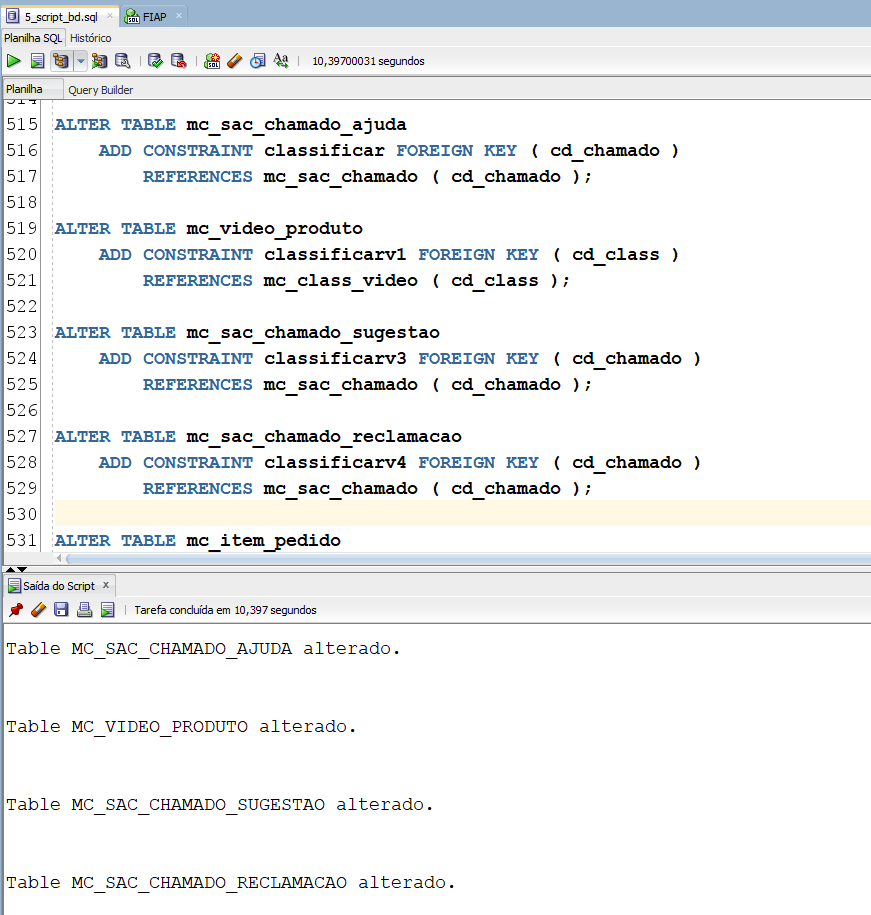 5_script_bd.sql
FIAP
Planilha SQL Histórico
10,39700031 segundos
Planilha Query Builder
514
515 ALTER TABLE mc_sac_chamado_ajuda
516     ADD CONSTRAINT classificar FOREIGN KEY ( cd_chamado )
517         REFERENCES mc_sac_chamado ( cd_chamado );
518
519 ALTER TABLE mc_video_produto
520     ADD CONSTRAINT classificarv1 FOREIGN KEY ( cd_class )
521         REFERENCES mc_class_video ( cd_class );
522
523 ALTER TABLE mc_sac_chamado_sugestao
524     ADD CONSTRAINT classificarv3 FOREIGN KEY ( cd_chamado )
525         REFERENCES mc_sac_chamado ( cd_chamado );
526
527 ALTER TABLE mc_sac_chamado_reclamacao
528     ADD CONSTRAINT classificarv4 FOREIGN KEY ( cd_chamado )
529         REFERENCES mc_sac_chamado ( cd_chamado );
530
531 ALTER TABLE mc_item_pedido
Saída do Script
Tarefa concluída em 10,397 segundos
Table MC_SAC_CHAMADO_AJUDA alterado.
Table MC_VIDEO_PRODUTO alterado.
Table MC_SAC_CHAMADO_SUGESTAO alterado.
Table MC_SAC_CHAMADO_RECLAMACAO alterado.